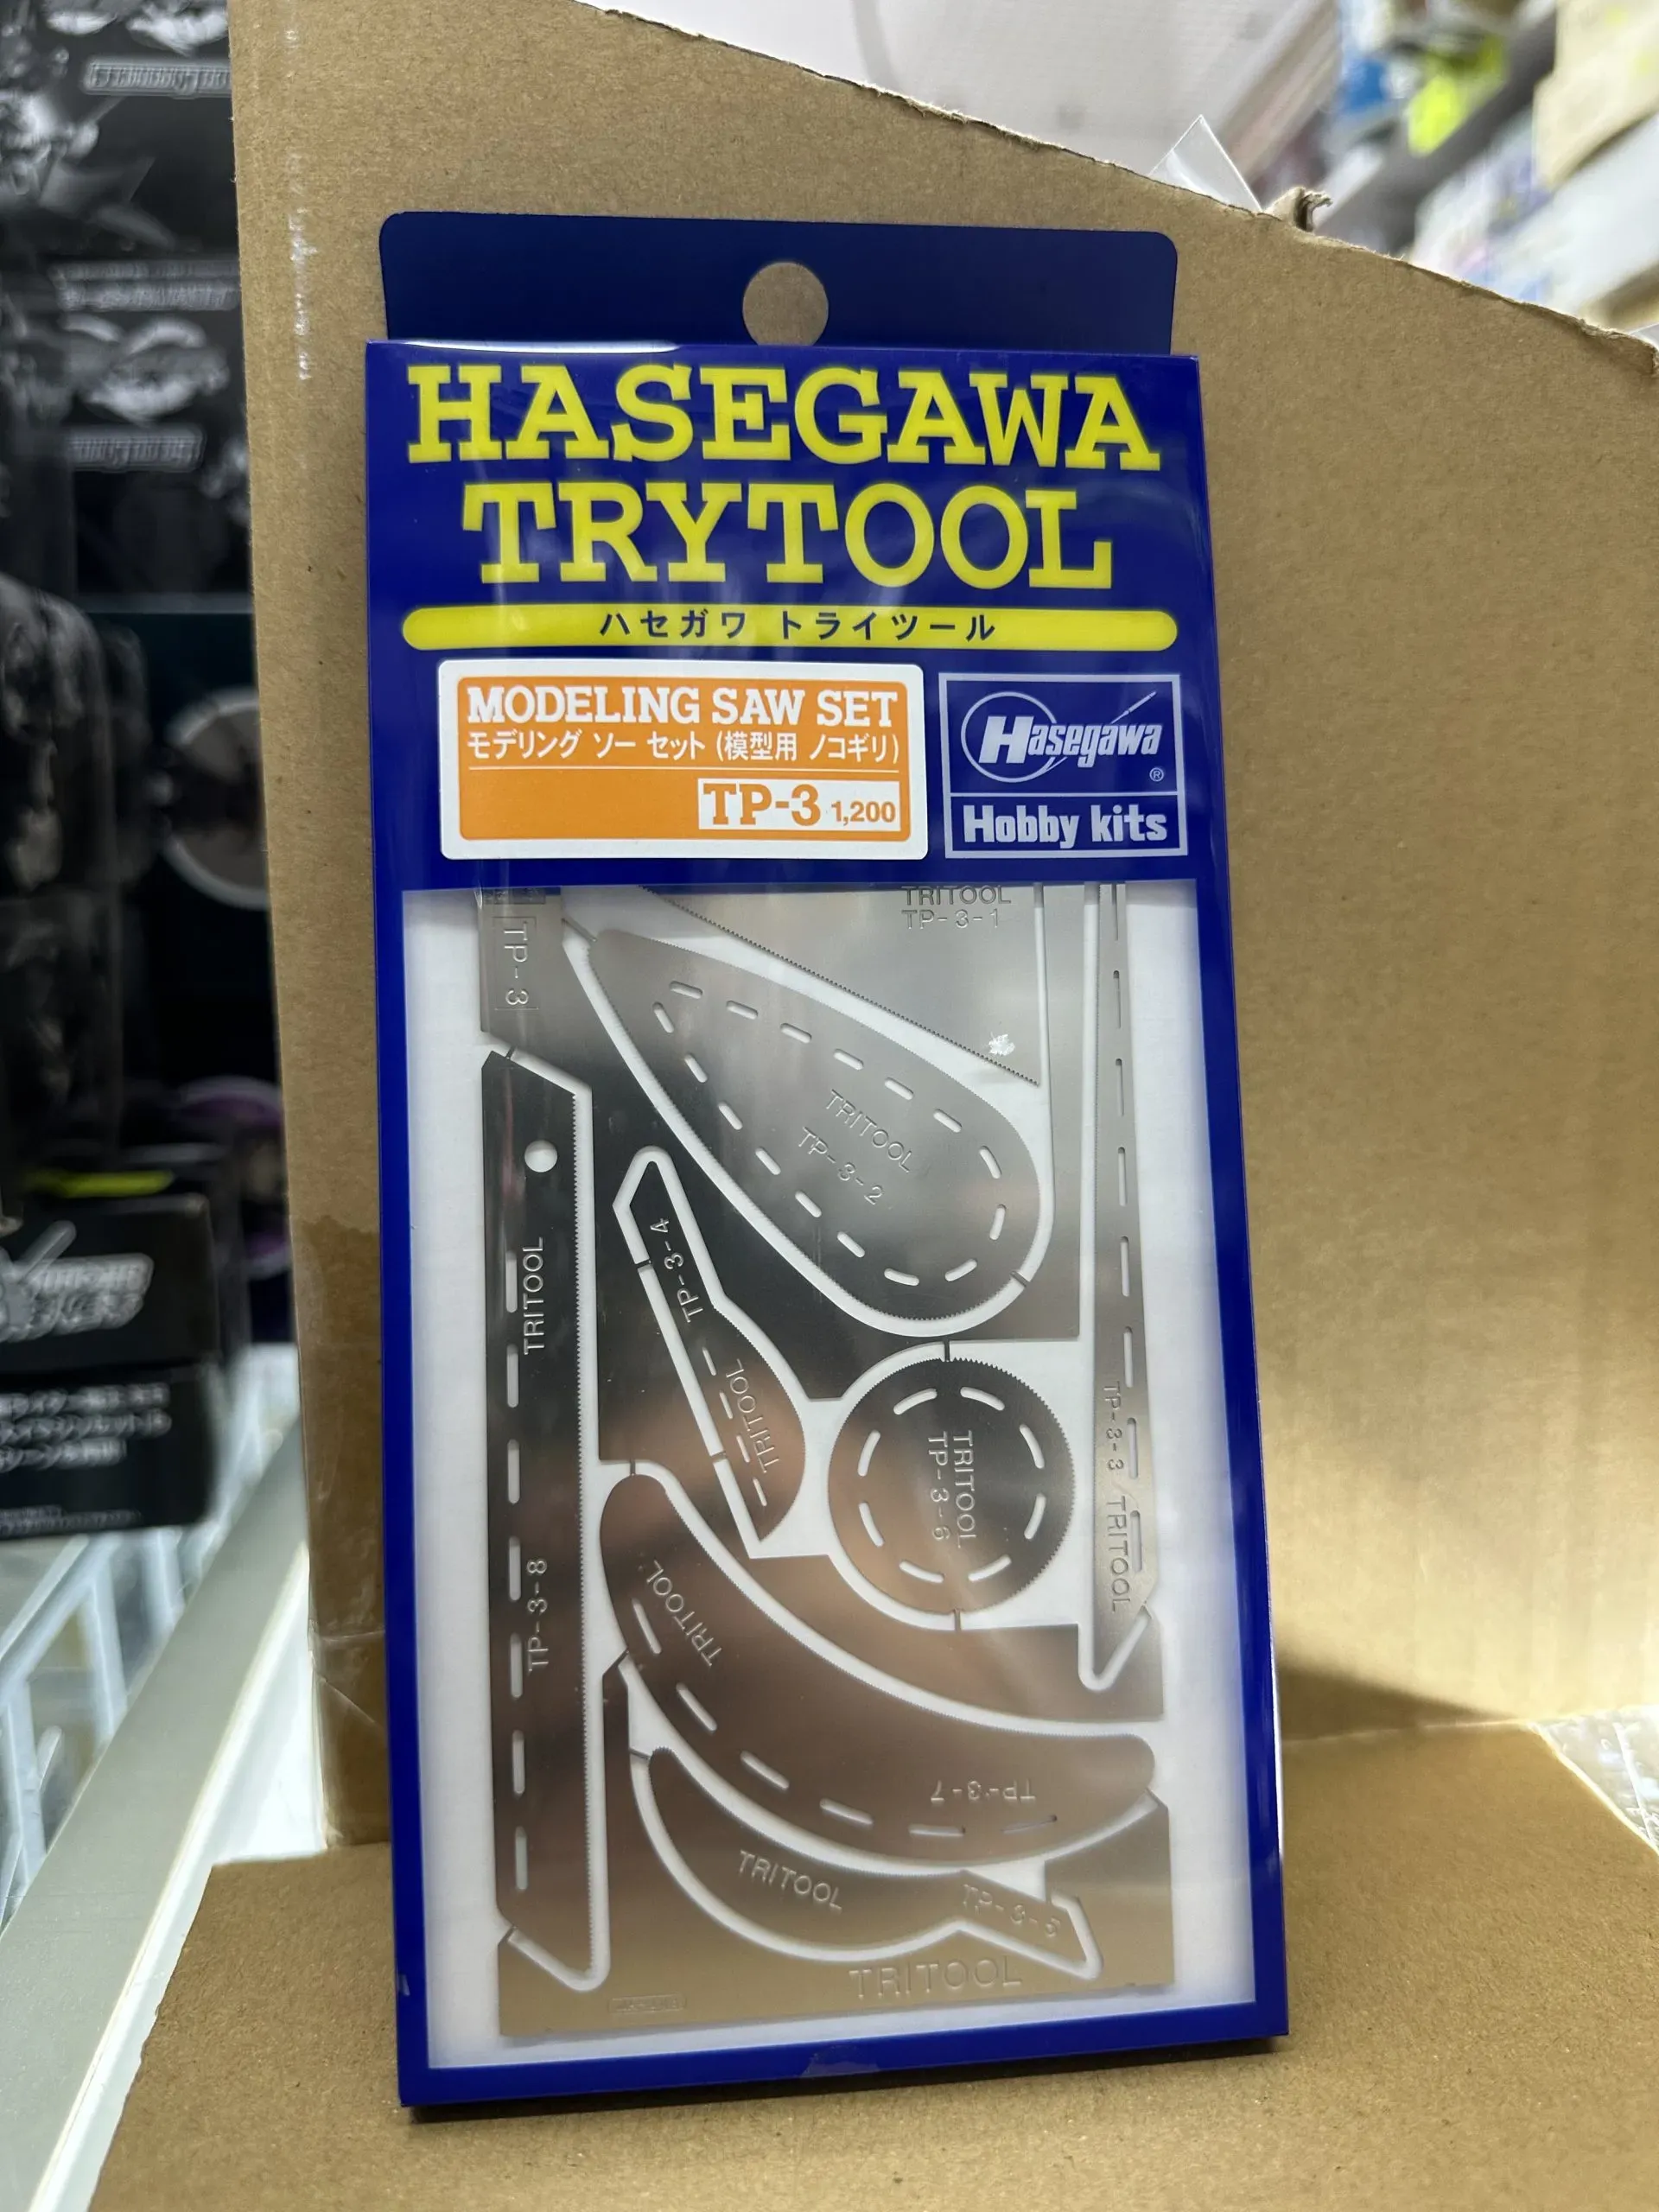 HASEGAWA
TRYTOOL
ハセガワ トライツール
MODELING SAW SET
モデリング ソー セット (模型用 ノコギリ)
TP-3 1,200
Hasegawa
®
Hobby kits
TRITOOL
TP-3-1
TP-3
TRITOOL
TP-3-2
TRITOOL
TP-3-8
TP-3-4
TRITOOL
TRITOOL
TP-3-6
TP-3-3 TRITOOL
TRITOOL
TP-3-7
TRITOOL
TP-3-5
TRITOOL